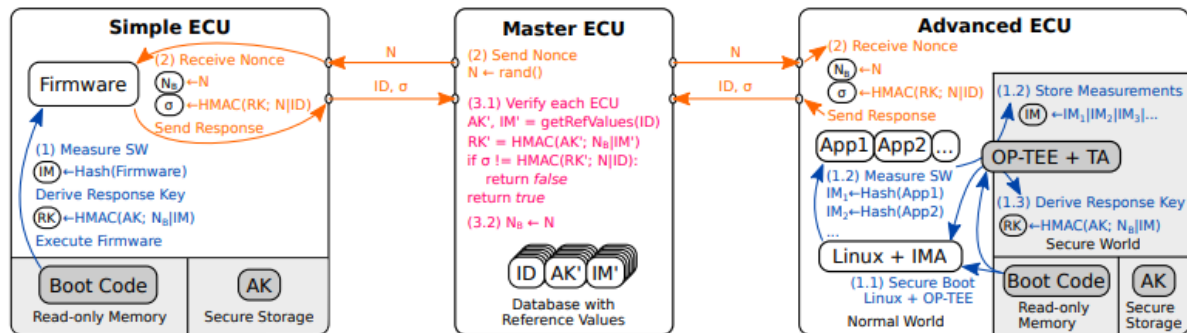 Simple ECU
(2) Receive Nonce
N_B ←N
σ ←HMAC(RK; N|ID)
Send Response
Firmware
(1) Measure SW
IM ←Hash(Firmware)
Derive Response Key
RK ←HMAC(AK; N_B|IM)
Execute Firmware
Boot Code
Read-only Memory
AK
Secure Storage
N
ID, σ
Master ECU
(2) Send Nonce
N ← rand()
(3.1) Verify each ECU
AK', IM' = getRefValues(ID)
RK' = HMAC(AK'; N_B|IM')
if σ != HMAC(RK'; N|ID):
return false
return true
(3.2) N_B ← N
ID AK' IM'
Database with
Reference Values
N
ID, σ
Advanced ECU
(2) Receive Nonce
N_B ←N
σ ←HMAC(RK; N|ID)
Send Response
App1 App2 ...
(1.2) Measure SW
IM₁←Hash(App1)
IM₂←Hash(App2)
...
Linux + IMA
(1.1) Secure Boot
Linux + OP-TEE
Normal World
(1.2) Store Measurements
IM ←IM₁|IM₂|IM₃|...
OP-TEE + TA
(1.3) Derive Response Key
RK ←HMAC(AK; N_B|IM)
Secure World
Boot Code
Read-only
Memory
AK
Secure
Storage